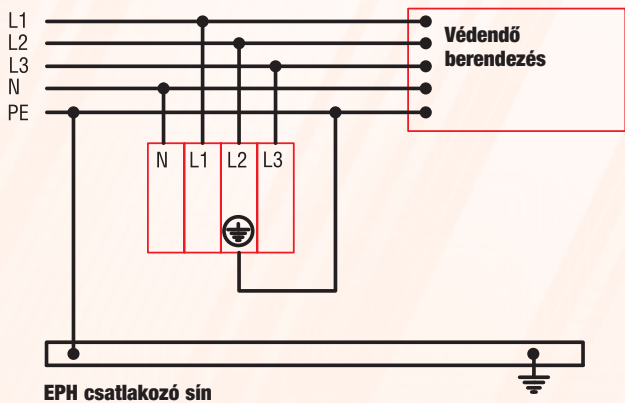 L1
L2
L3
N
PE
Védendő
berendezés
N L1 L2 L3
EPH csatlakozó sín